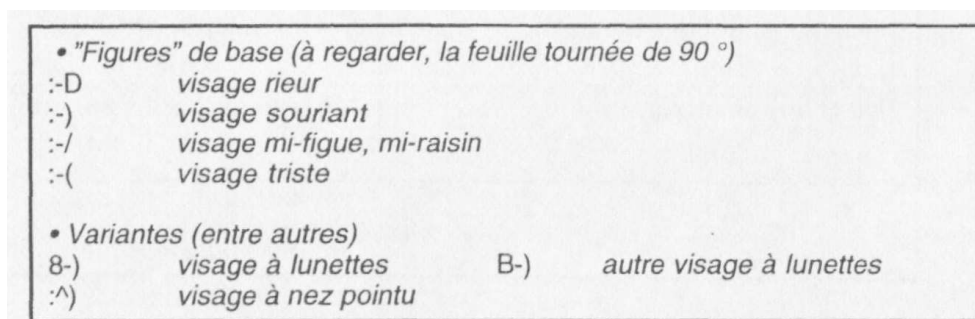 • "Figures" de base (à regarder, la feuille tournée de 90 °)
:-D visage rieur
:-) visage souriant
:-/ visage mi-figue, mi-raisin
:-( visage triste
• Variantes (entre autres)
8-) visage à lunettes B-) autre visage à lunettes
:^) visage à nez pointu